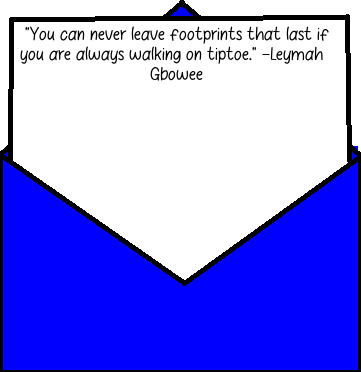 "You can never leave footprints that last if
you are always walking on tiptoe." -Leymah
Gbowee